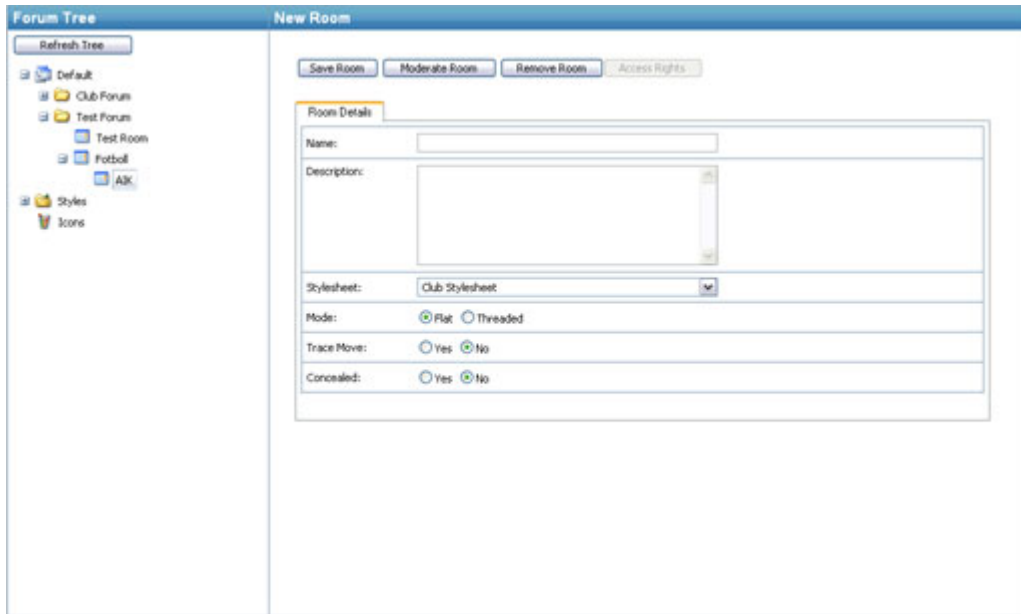 Forum Tree
New Room
Refresh Tree
Save Room Moderate Room Remove Room Access Rights
Default
Club Forum
Test Forum
Test Room
Fotboll
AIK
Styles
Icons
Room Details
Name:
Description:
Stylesheet: Club Stylesheet
Mode: Flat Threaded
Trace Move: Yes No
Concealed: Yes No